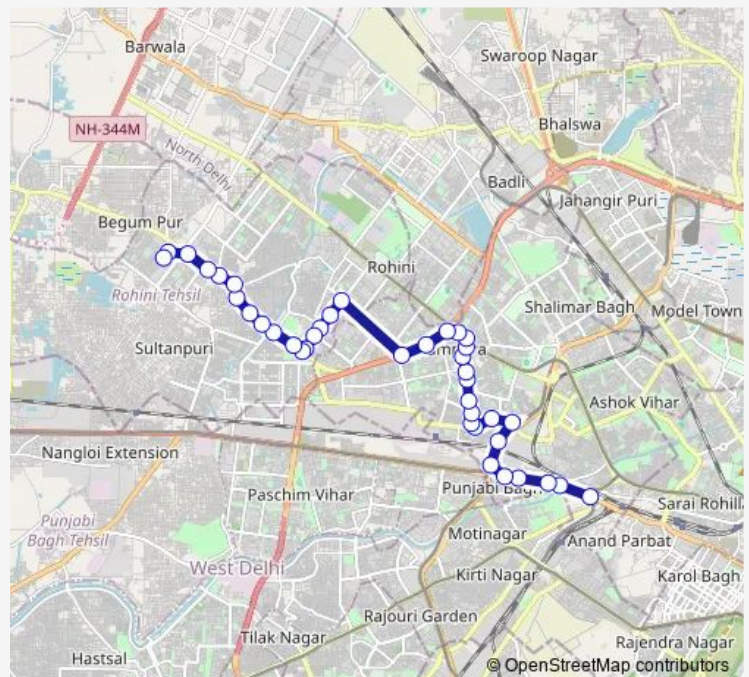 Barwala
Swaroop Nagar
NH-344M
Bhalswa
North Delhi
Badli
Jahangir Puri
Begum Pur
Rohini
Rohini Tehsil
Shalimar Bagh
Model Town
Sultanpuri
Ashok Vihar
Nangloi Extension
Paschim Vihar
Punjabi Bagh
Sarai Rohilla
Punjabi
Bagh Tehsil
Motinagar
Anand Parbat
West Delhi
Kirti Nagar
Karol Bagh
Rajouri Garden
Tilak Nagar
Rajendra Nagar
Hastsal
© OpenStreetMap contributors